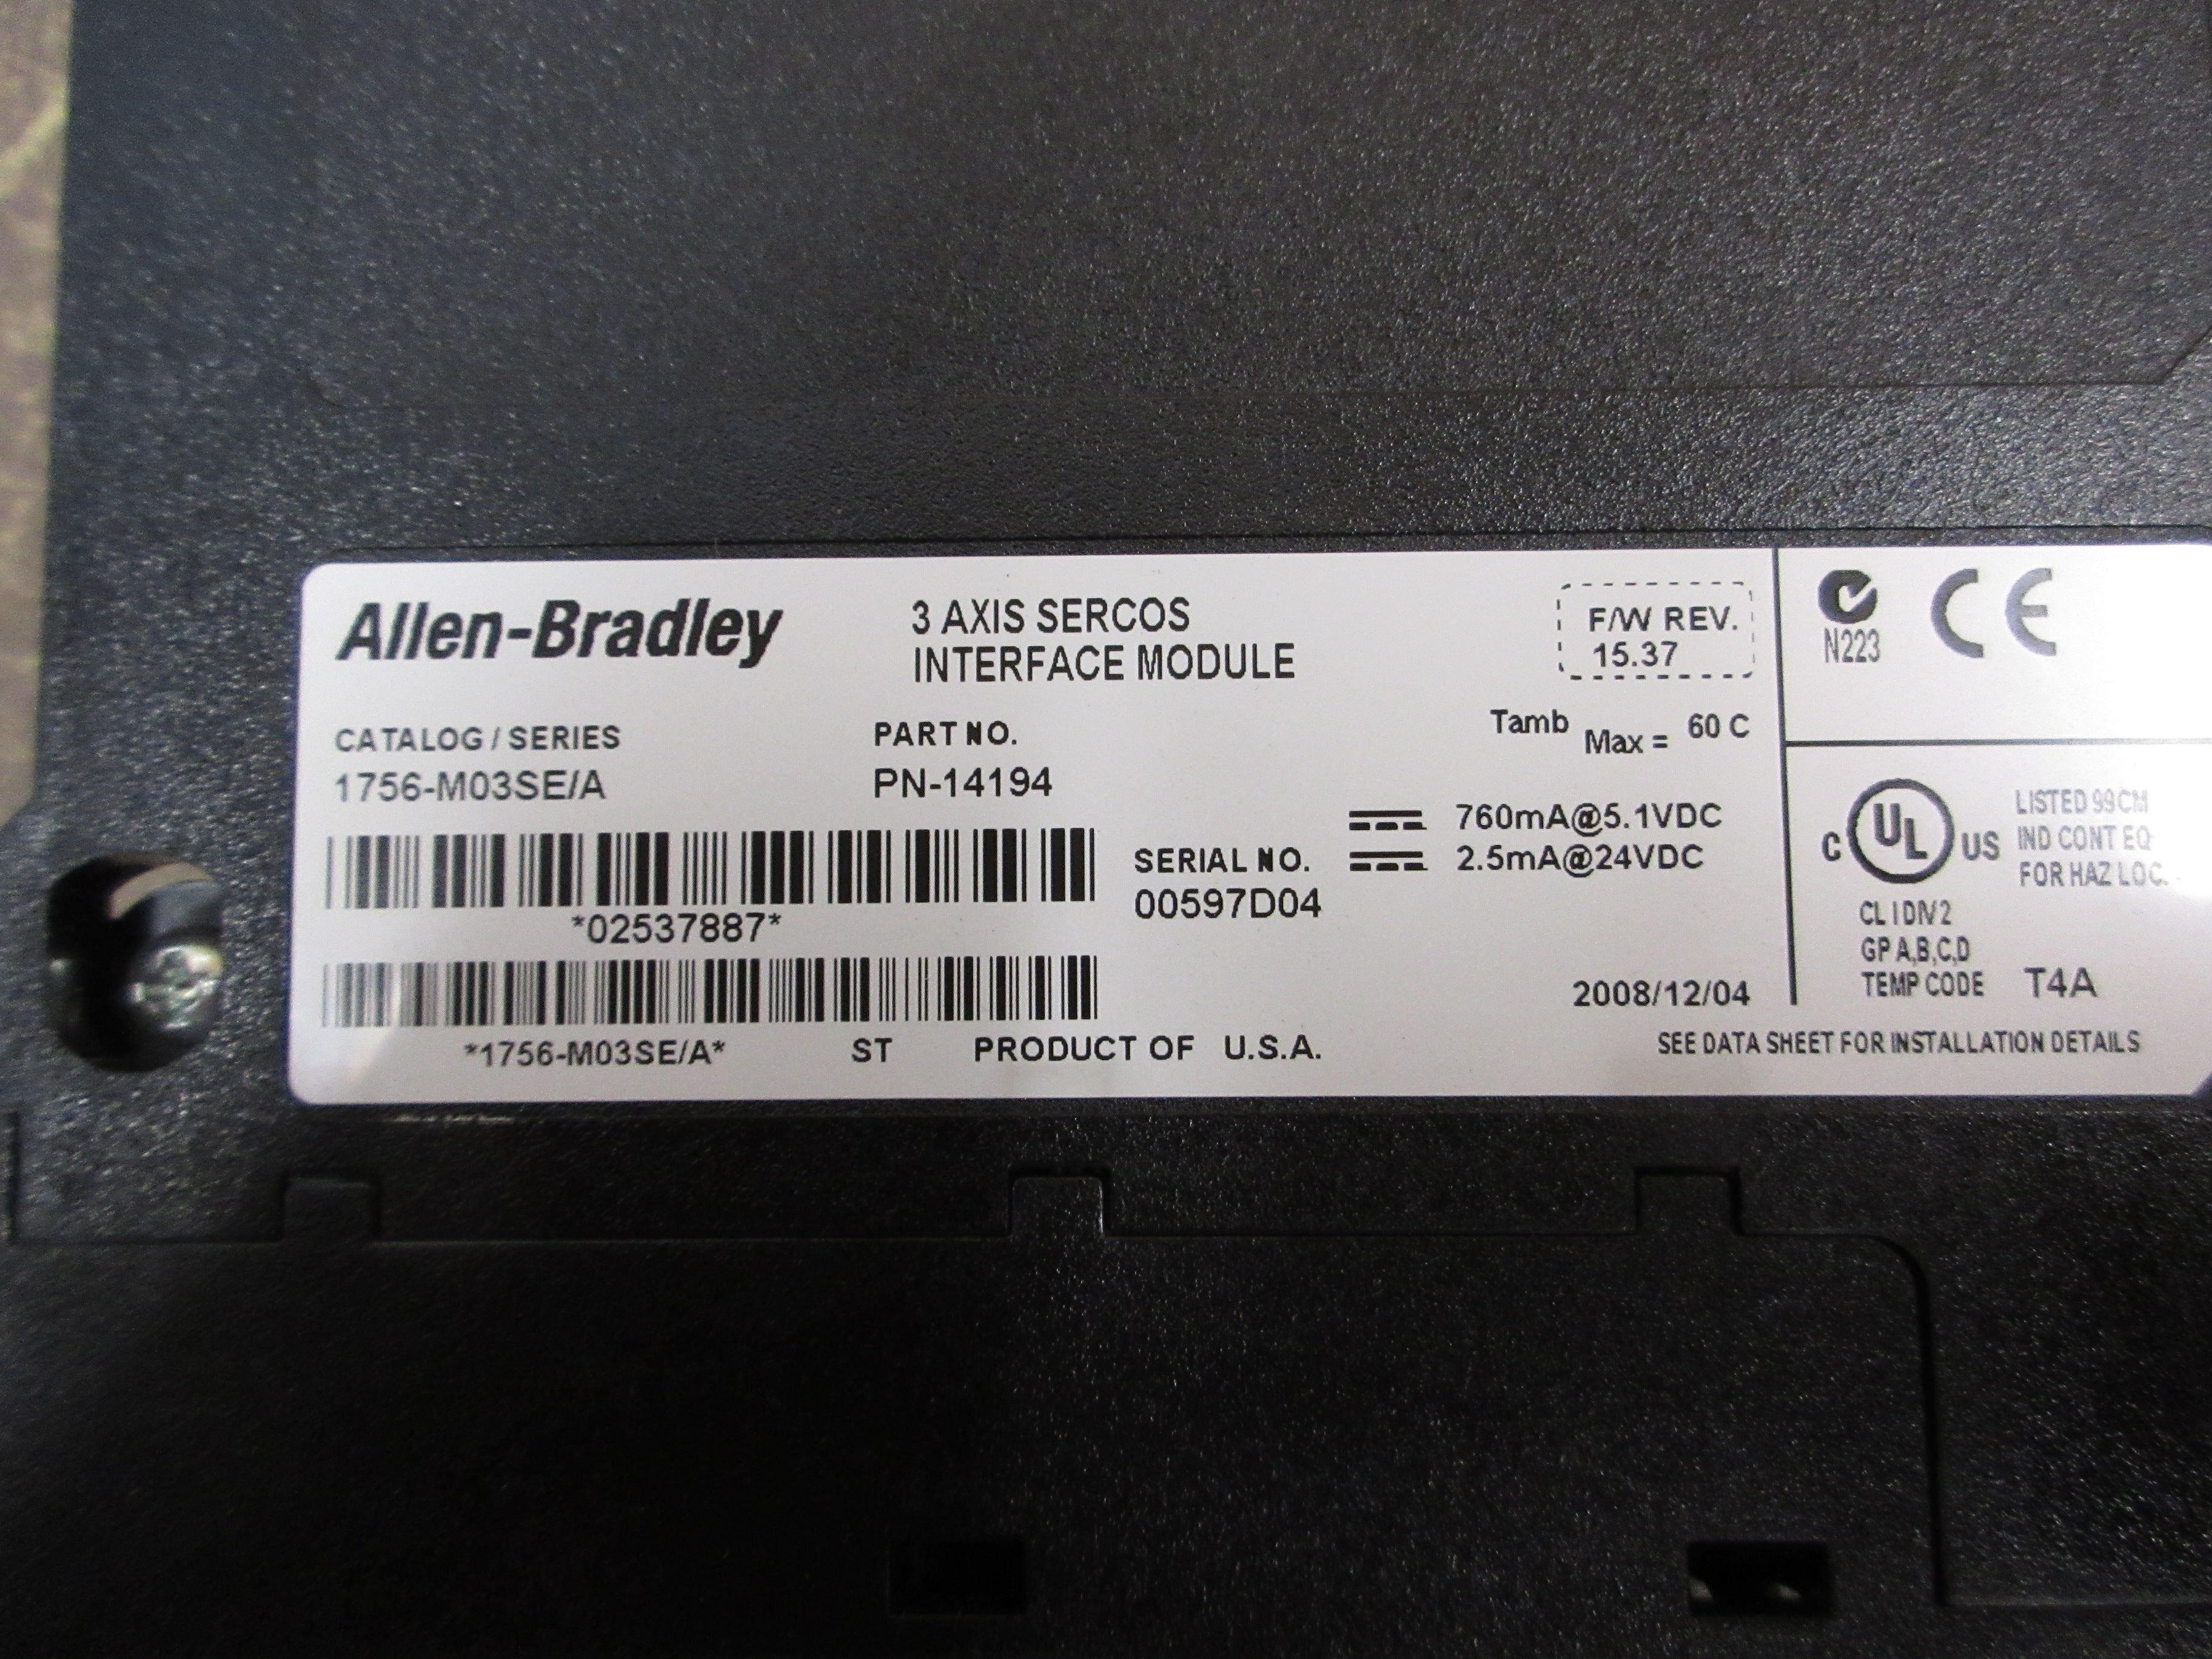 Allen-Bradley
3 AXIS SERCOS
INTERFACE MODULE
F/W REV.
15.37
CATALOG / SERIES
1756-M03SE/A
PART NO.
PN-14194
Tamb Max = 60 C
760mA@5.1VDC
2.5mA@24VDC
SERIAL NO.
00597D04
*02537887*
*1756-M03SE/A*
ST
PRODUCT OF U.S.A.
2008/12/04
N223
CE
C UL US
LISTED 99CM
IND CONT EQ
FOR HAZ LOC.
CL I DIV 2
GP A,B,C,D
TEMP CODE T4A
SEE DATA SHEET FOR INSTALLATION DETAILS